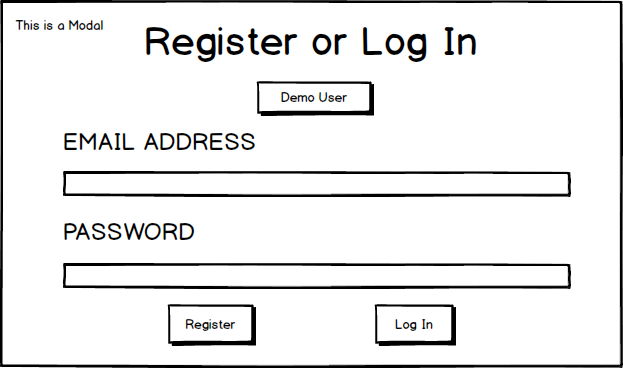 This is a Modal
Register or Log In
Demo User
EMAIL ADDRESS
PASSWORD
Register
Log In